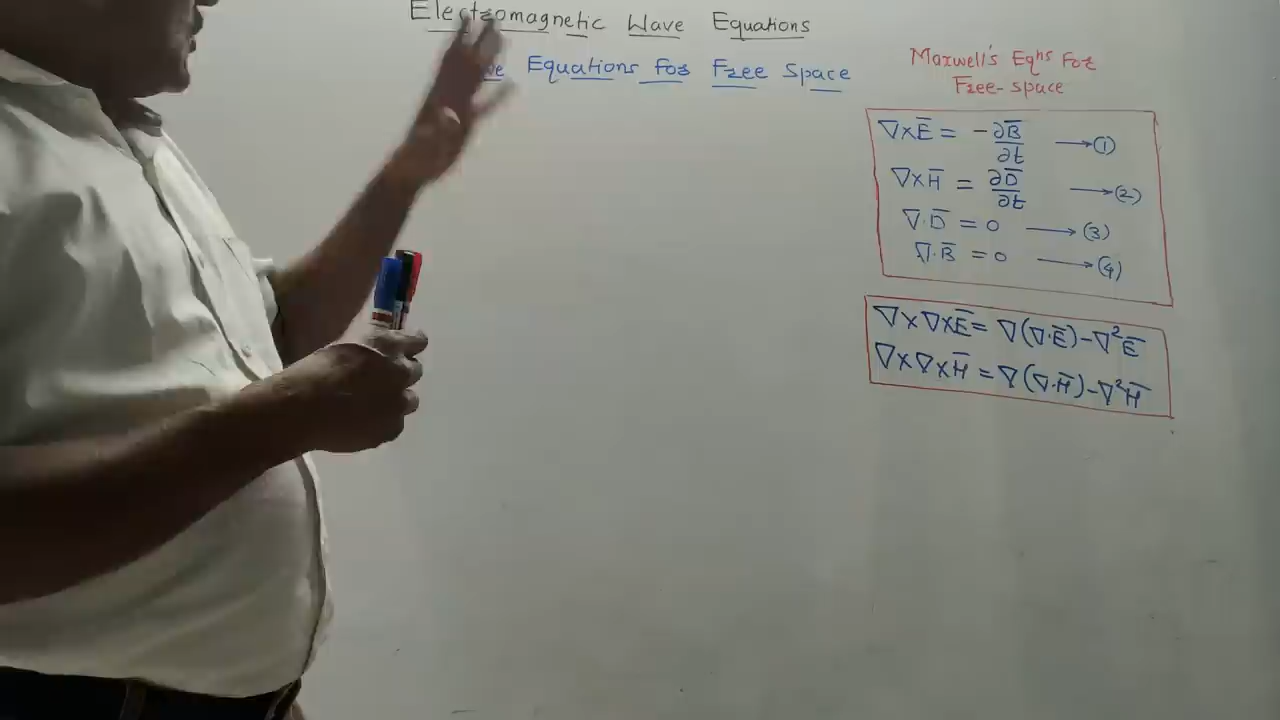 Electromagnetic Wave Equations
Equations For Free Space
Maxwell's Eqns For
Free-space
∇×E̅ = -∂B̅/∂t → (1)
∇×H̅ = ∂D̅/∂t → (2)
∇·D̅ = 0 → (3)
∇·B̅ = 0 → (4)
∇×∇×E̅ = ∇(∇·E̅) - ∇²E̅
∇×∇×H̅ = ∇(∇·H̅) - ∇²H̅